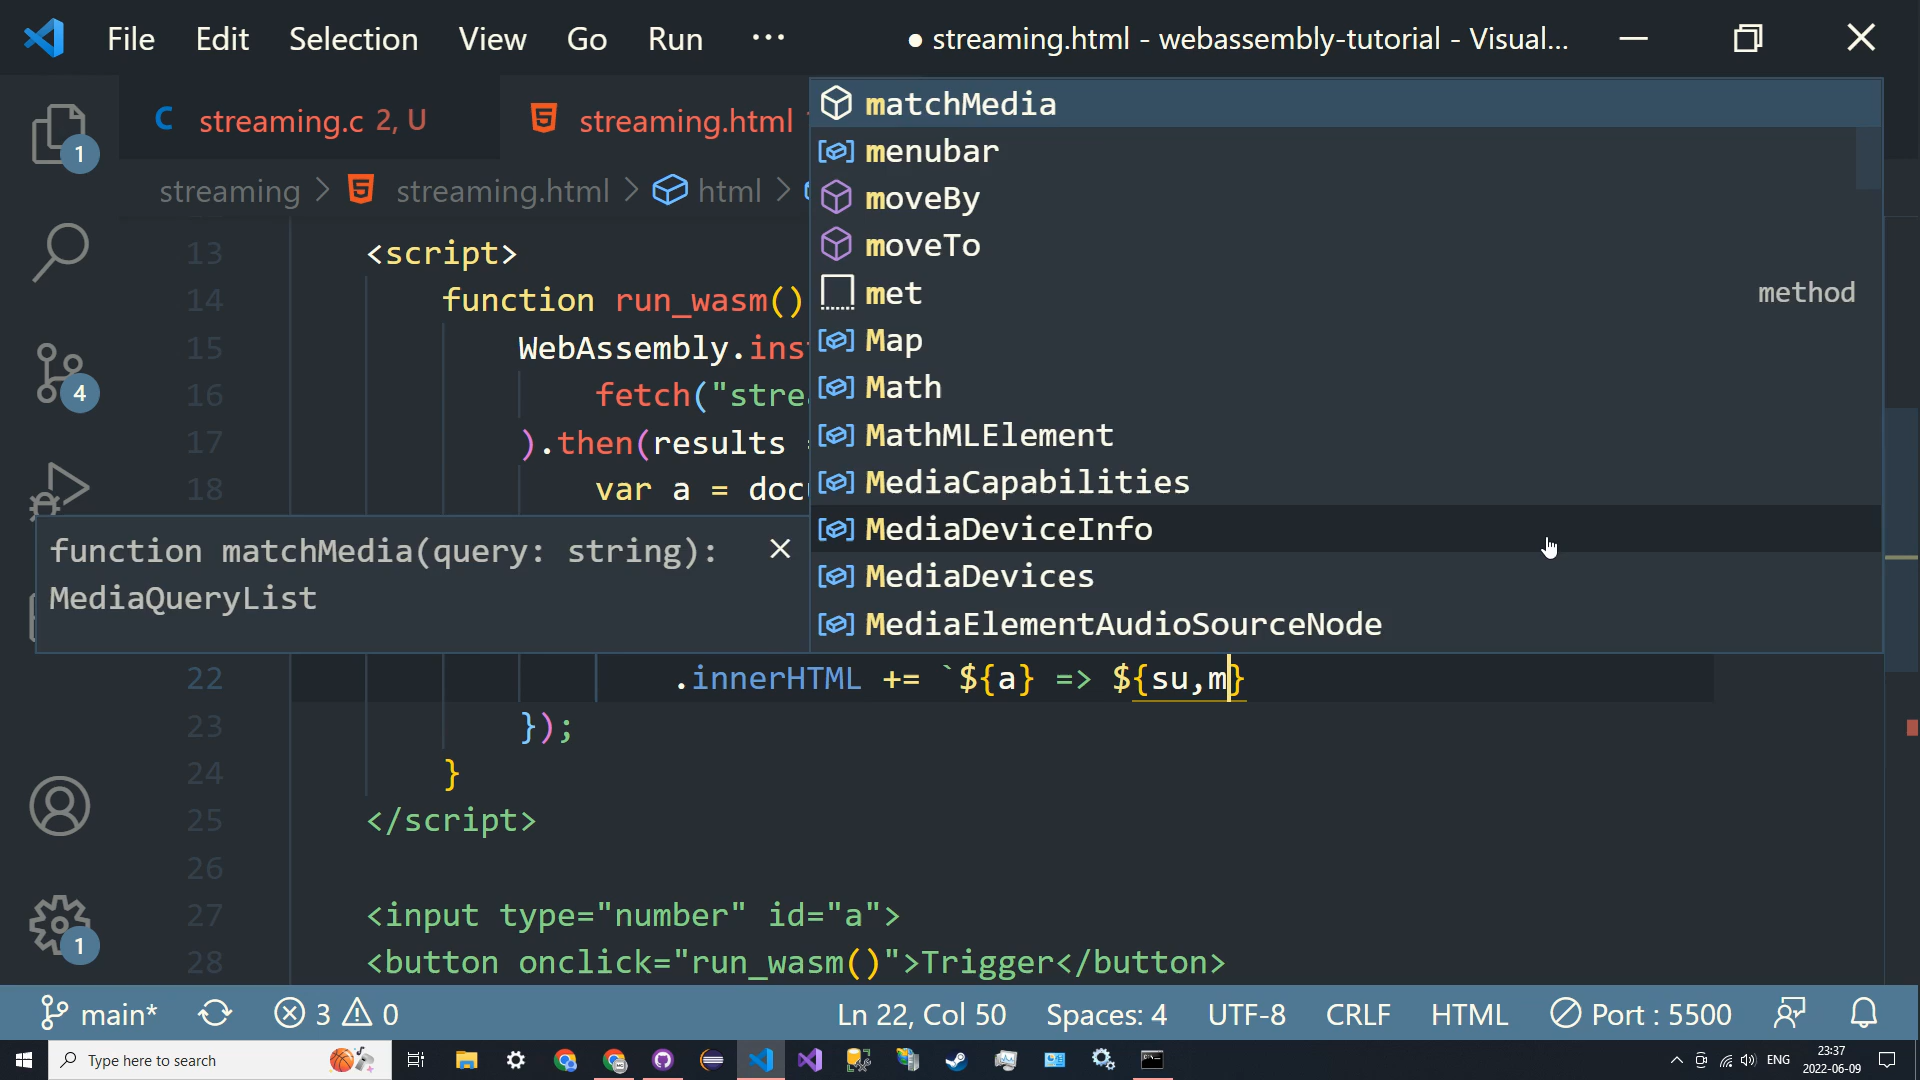 File Edit Selection View Go Run ··· ● streaming.html - webassembly-tutorial - Visual...
C streaming.c 2, U streaming.html
streaming > streaming.html > html >
1
4
1
13 <script>
14 function run_wasm()
15 WebAssembly.ins
16 fetch("stre
17 ).then(results
18 var a = doc
matchMedia
menubar
moveBy
moveTo
met method
Map
Math
MathMLElement
MediaCapabilities
MediaDeviceInfo
MediaDevices
MediaElementAudioSourceNode
function matchMedia(query: string):
MediaQueryList
22 .innerHTML += `${a} => ${su,m}
23 });
24 }
25 </script>
26
27 <input type="number" id="a">
28 <button onclick="run_wasm()">Trigger</button>
main* 3 0 Ln 22, Col 50 Spaces: 4 UTF-8 CRLF HTML Port : 5500
Type here to search ENG 23:37
2022-06-09